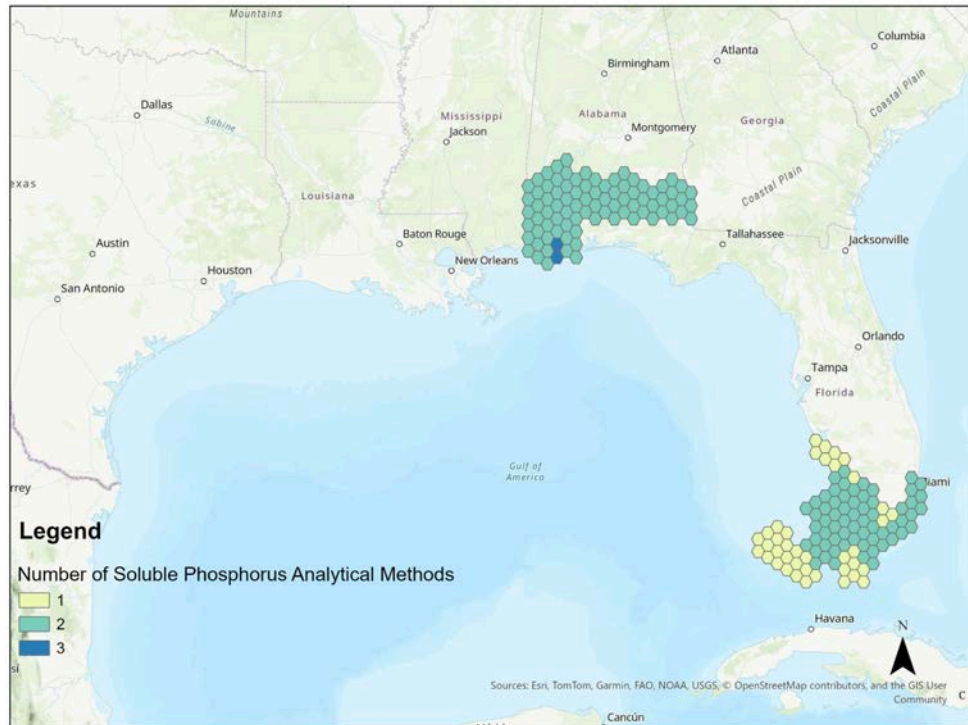 Mountains
Columbia
Atlanta
Birmingham
Coastal Plain
Dallas
Sabine
Mississippi
Alabama
Georgia
Jackson
Montgomery
exas
Louisiana
Coastal Plain
Austin
Baton Rouge
Tallahassee
Jacksonville
Houston
New Orleans
San Antonio
Orlando
Tampa
Florida
Gulf of
America
rrey
iami
Legend
Number of Soluble Phosphorus Analytical Methods
1
2
3
Havana
N
si
Sources: Esri, TomTom, Garmin, FAO, NOAA, USGS, © OpenStreetMap contributors, and the GIS User
Community
C
Cancún